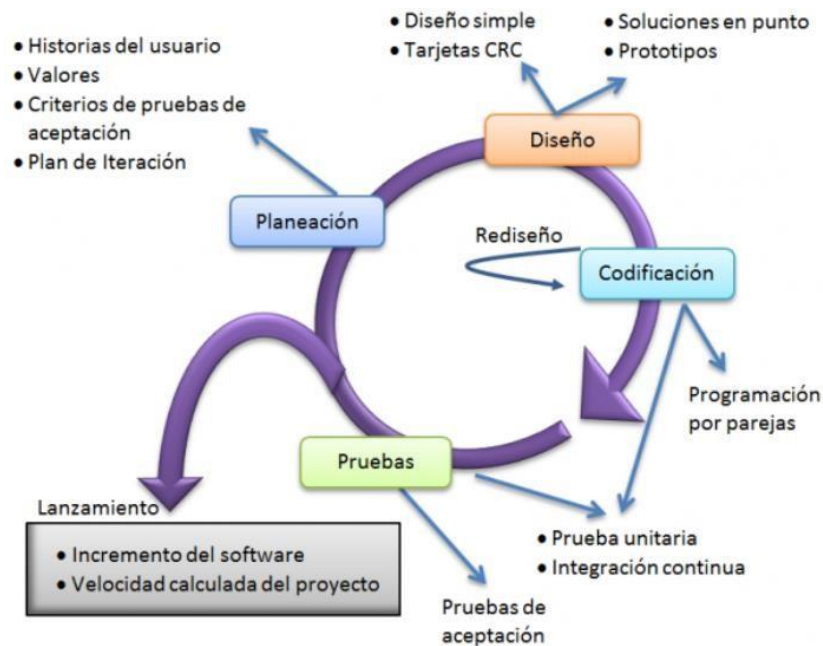 • Historias del usuario
• Valores
• Criterios de pruebas de
aceptación
• Plan de Iteración
• Diseño simple
• Tarjetas CRC
• Soluciones en punto
• Prototipos
Diseño
Planeación
Rediseño
Codificación
Programación
por parejas
Pruebas
Lanzamiento
• Incremento del software
• Velocidad calculada del proyecto
• Prueba unitaria
• Integración continua
Pruebas de
aceptación